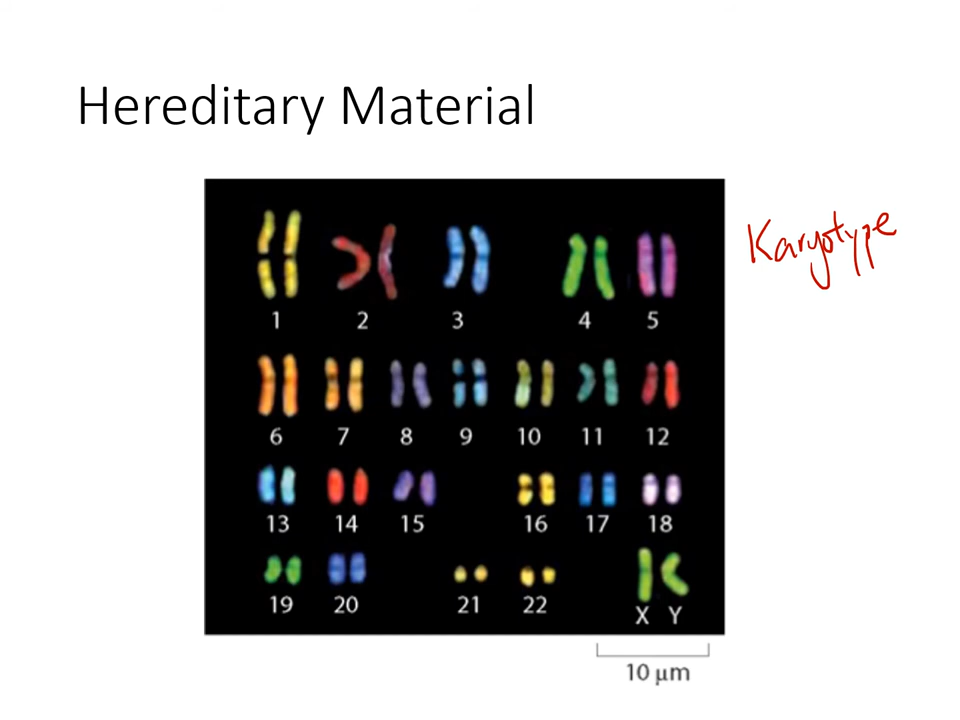 Hereditary Material
Karyotype
1 2 3 4 5
6 7 8 9 10 11 12
13 14 15 16 17 18
19 20 21 22 X Y
10 μm